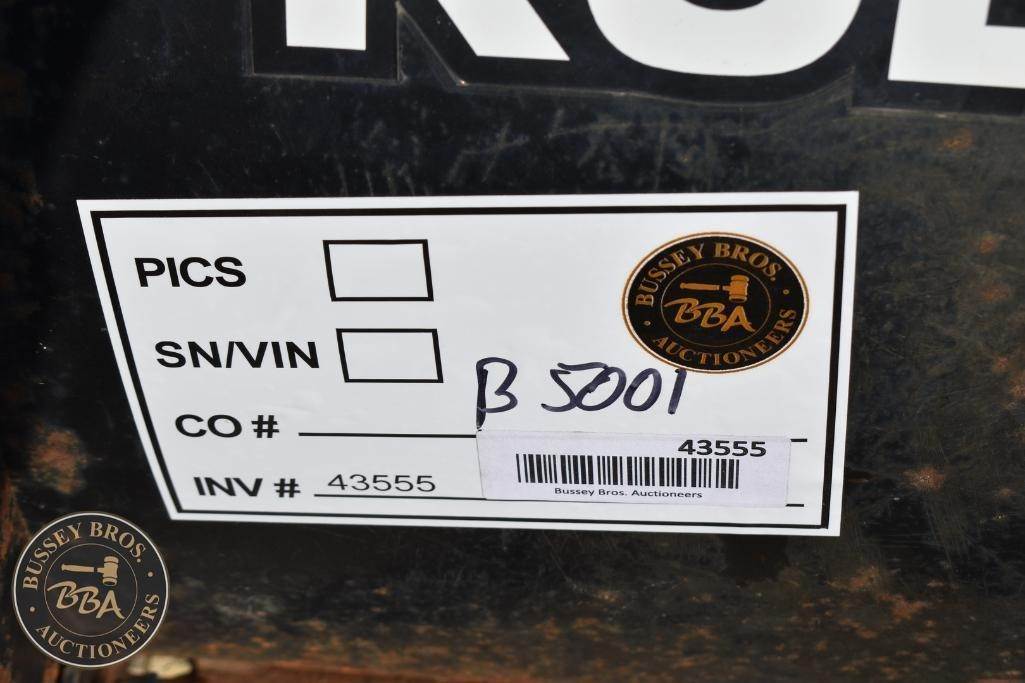 PICS
BUSSEY BROS.
BBA
AUCTIONEERS
SN/VIN
B 5001
CO #
43555
INV # 43555
Bussey Bros. Auctioneers
BUSSEY BROS.
BBA
AUCTIONEERS